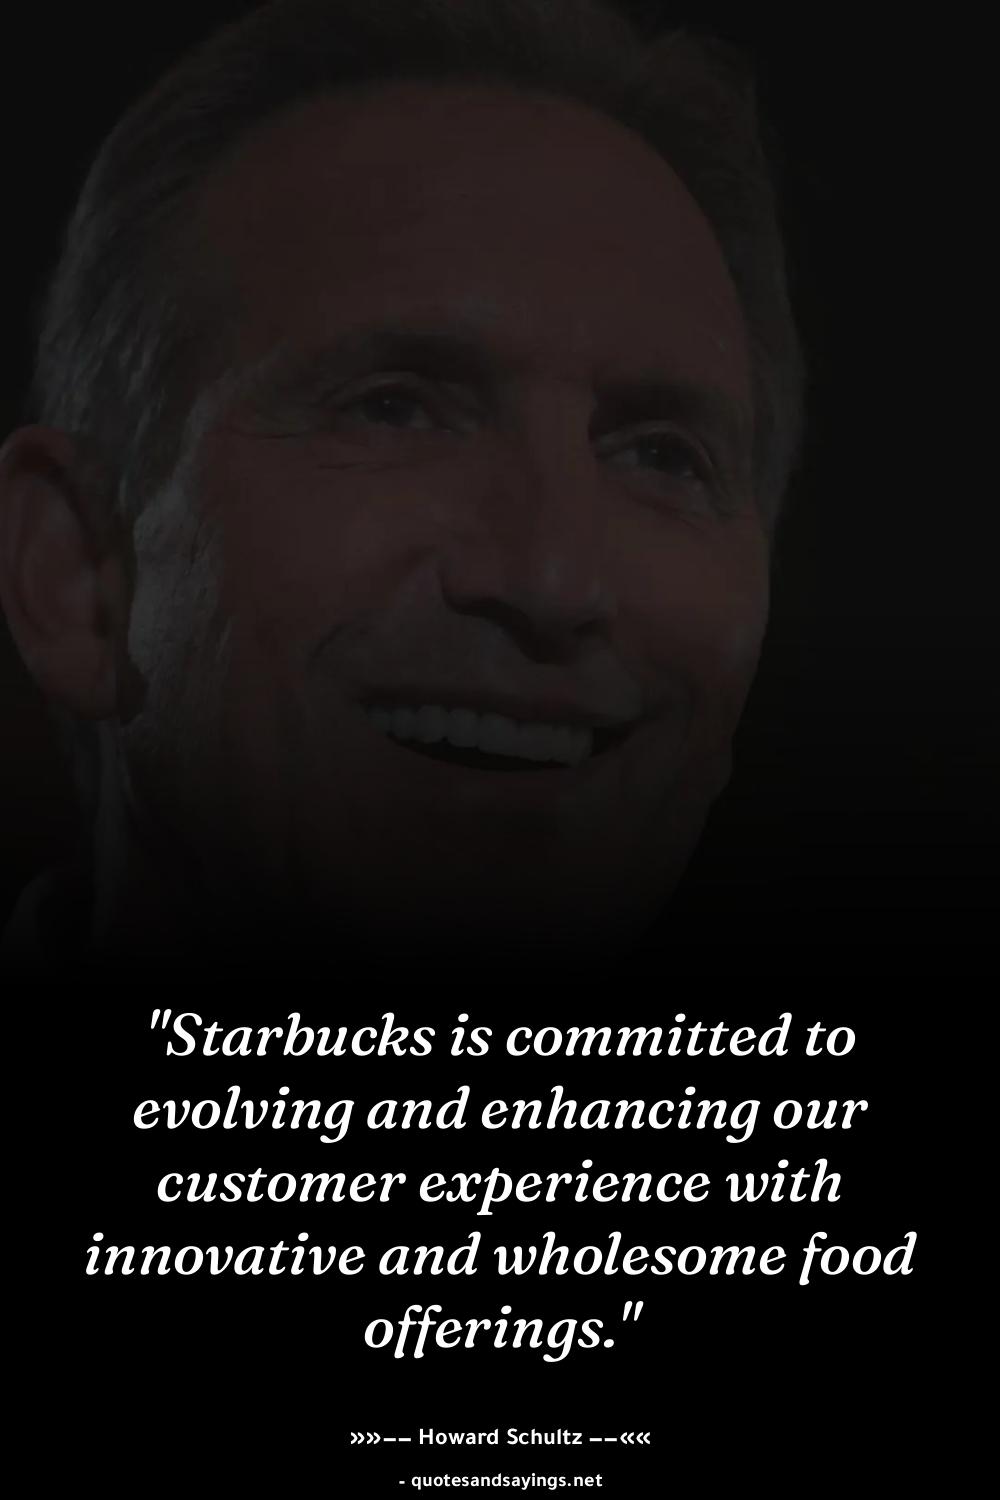 "Starbucks is committed to
evolving and enhancing our
customer experience with
innovative and wholesome food
offerings."
»»–– Howard Schultz ––««
- quotesandsayings.net